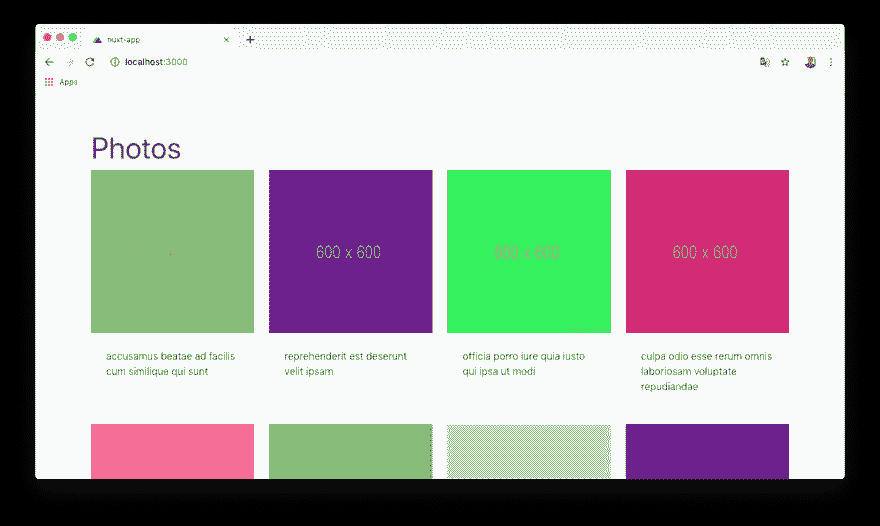 nuxt-app
localhost:3000
Apps
Photos
600 x 600
600 x 600
600 x 600
accusamus beatae ad facilis
cum similique qui sunt
reprehenderit est deserunt
velit ipsam
officia porro iure quia iusto
qui ipsa ut modi
culpa odio esse rerum omnis
laboriosam voluptate
repudiandae